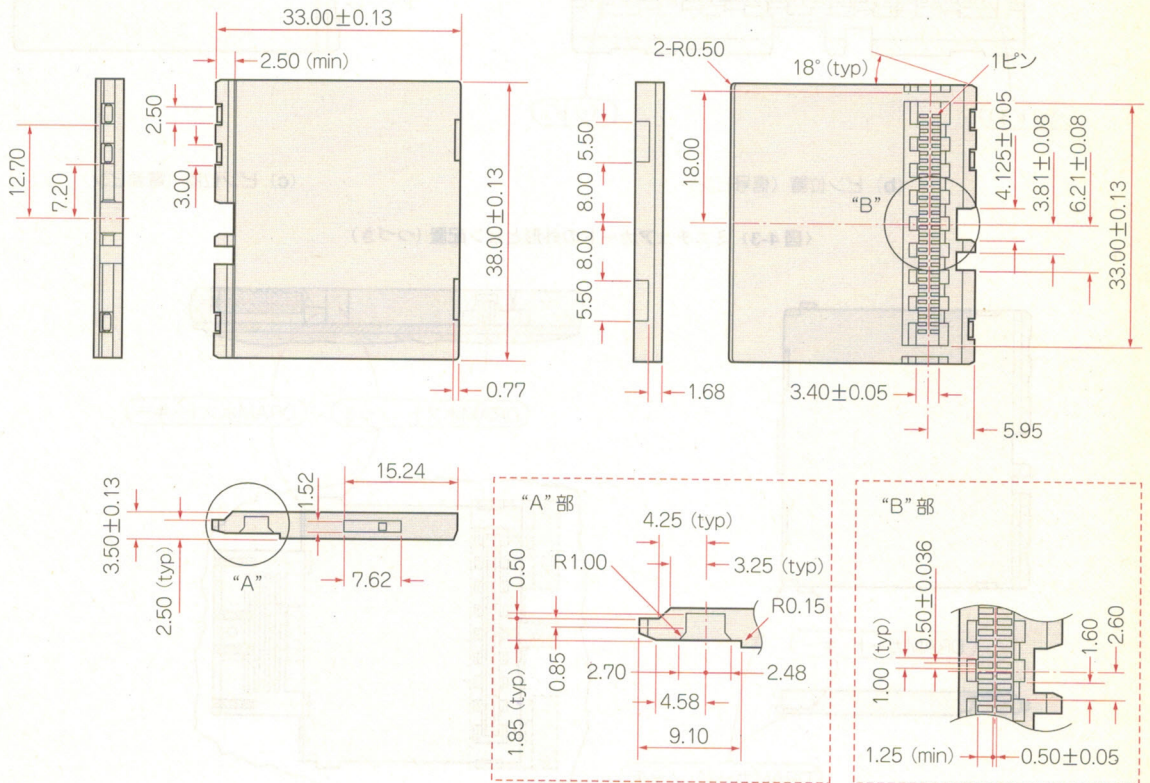 33.00±0.13
2.50 (min)
2.50
12.70
7.20
3.00
38.00±0.13
0.77
2-R0.50
18° (typ)
1ピン
5.50
8.00
8.00
5.50
1.68
18.00
"B"
4.125±0.05
3.81±0.08
6.21±0.08
33.00±0.13
3.40±0.05
5.95
3.50±0.13
2.50 (typ)
"A"
1.52
15.24
7.62
"A" 部
4.25 (typ)
3.25 (typ)
R1.00
R0.15
0.50
0.85
1.85 (typ)
2.70
2.48
4.58
9.10
"B" 部
0.50±0.036
1.00 (typ)
1.60
2.60
1.25 (min)
0.50±0.05